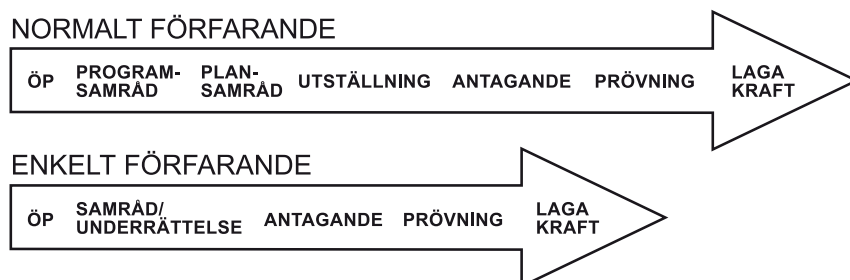 NORMALT FÖRFARANDE
ÖP PROGRAM-SAMRÅD PLAN-SAMRÅD UTSTÄLLNING ANTAGANDE PRÖVNING LAGA KRAFT
ENKELT FÖRFARANDE
ÖP SAMRÅD/UNDERRÄTTELSE ANTAGANDE PRÖVNING LAGA KRAFT